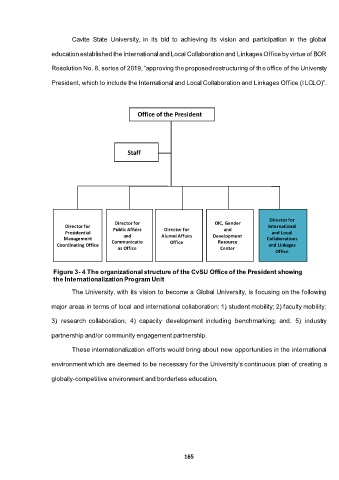 Cavite State University, in its bid to achieving its vision and participation in the global
education established the International and Local Collaboration and Linkages Office by virtue of BOR
Resolution No. 8, series of 2019, "approving the proposed restructuring of the office of the University
President, which to include the International and Local Collaboration and Linkages Office (ILCLO)".
Office of the President
Staff
Director for
Presidential
Management
Coordinating Office
Director for
Public Affairs
and
Communicatio
ns Office
Director for
Alumni Affairs
Office
OIC, Gender
and
Development
Resource
Center
Director for
International
and Local
Collaborations
and Linkages
Office
Figure 3- 4 The organizational structure of the CvSU Office of the President showing
the Internationalization Program Unit
The University, with its vision to become a Global University, is focusing on the following
major areas in terms of local and international collaboration; 1) student mobility; 2) faculty mobility;
3) research collaboration; 4) capacity development including benchmarking; and, 5) industry
partnership and/or community engagement partnership.
These internationalization efforts would bring about new opportunities in the international
environment which are deemed to be necessary for the University's continuous plan of creating a
globally-competitive environment and borderless education.
165